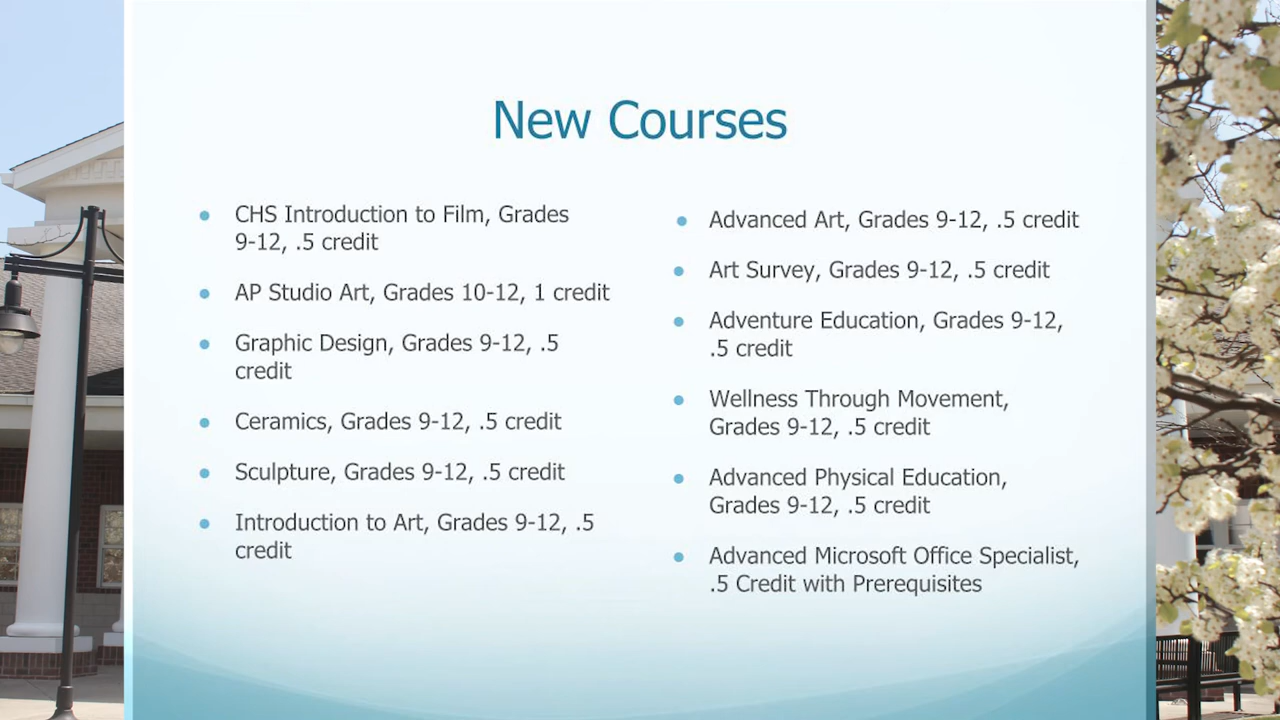 New Courses
CHS Introduction to Film, Grades
9-12, .5 credit
AP Studio Art, Grades 10-12, 1 credit
Graphic Design, Grades 9-12, .5
credit
Ceramics, Grades 9-12, .5 credit
Sculpture, Grades 9-12, .5 credit
Introduction to Art, Grades 9-12, .5
credit
Advanced Art, Grades 9-12, .5 credit
Art Survey, Grades 9-12, .5 credit
Adventure Education, Grades 9-12,
.5 credit
Wellness Through Movement,
Grades 9-12, .5 credit
Advanced Physical Education,
Grades 9-12, .5 credit
Advanced Microsoft Office Specialist,
.5 Credit with Prerequisites